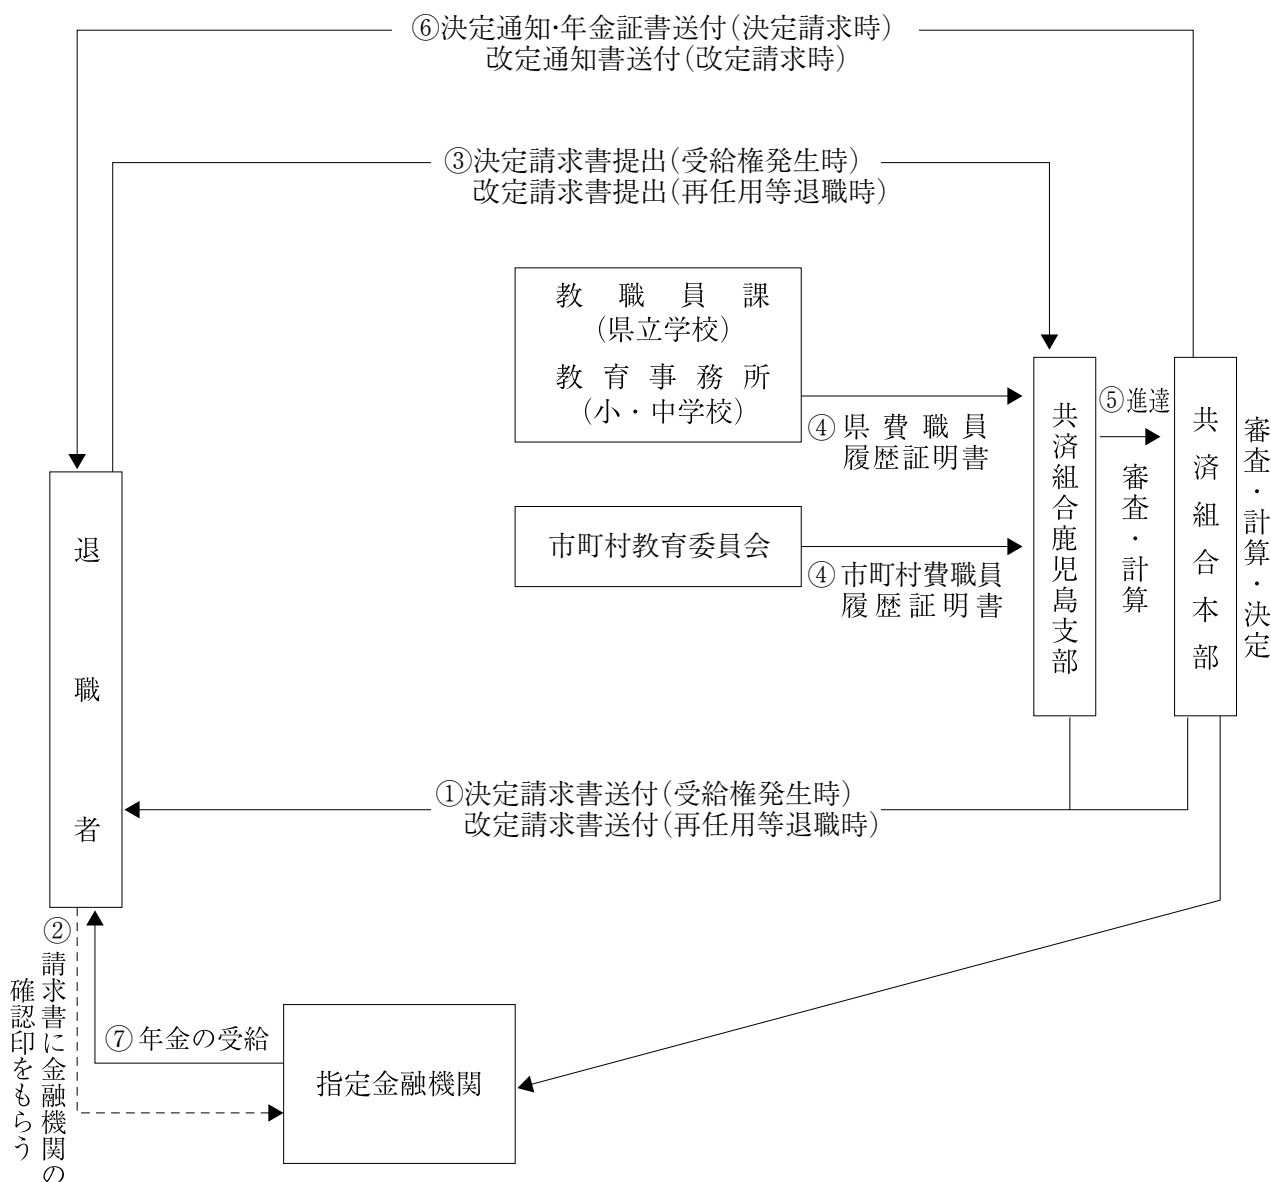 ⑥決定通知・年金証書送付(決定請求時)
改定通知書送付(改定請求時)
③決定請求書提出(受給権発生時)
改定請求書提出(再任用等退職時)
教職員課
(県立学校)
教育事務所
(小・中学校)
④県費職員
履歴証明書
市町村教育委員会
④市町村費職員
履歴証明書
共済組合鹿児島支部
⑤進達
審査・計算
共済組合本部
審査・計算・決定
退職者
①決定請求書送付(受給権発生時)
改定請求書送付(再任用等退職時)
②請求書に金融機関の
確認印をもらう
⑦年金の受給
指定金融機関